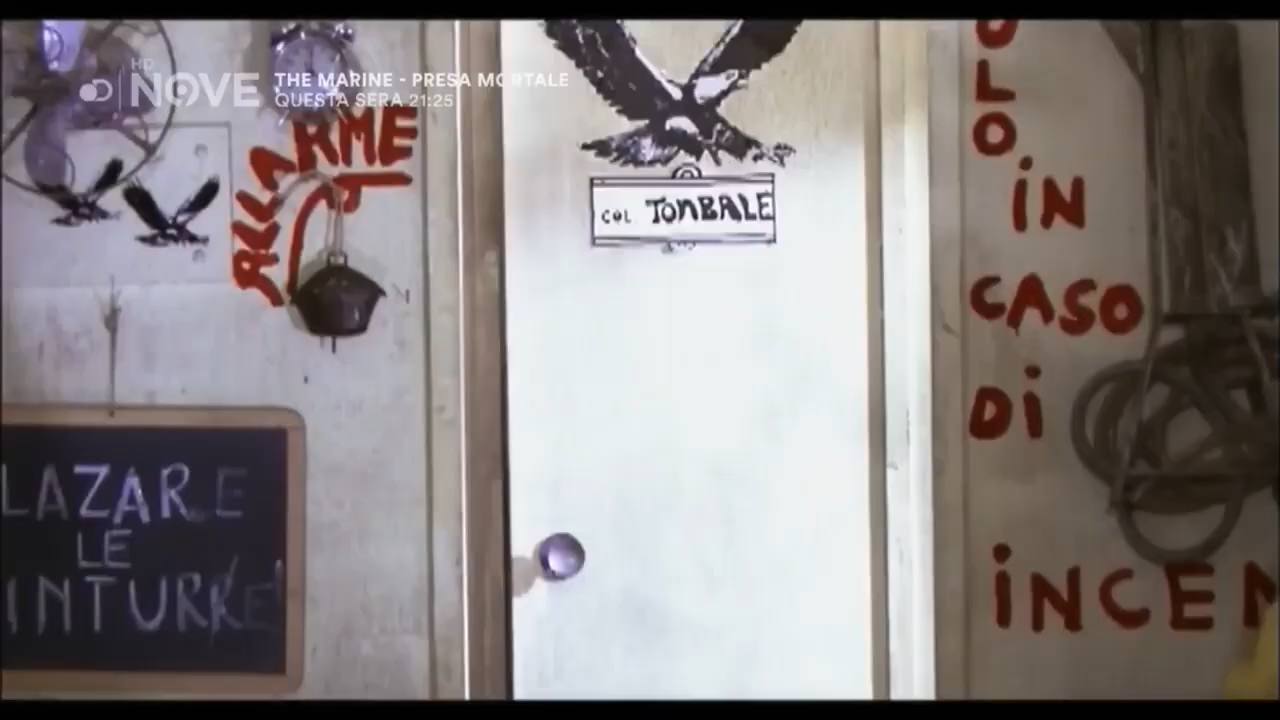 HD
NOVE
THE MARINE - PRESA MORTALE
QUESTA SERA 21:25
ALLARME
COL TONBALE
OLO
iN
CASO
Di
iNCEN
LAZARE
LE
INTURRE